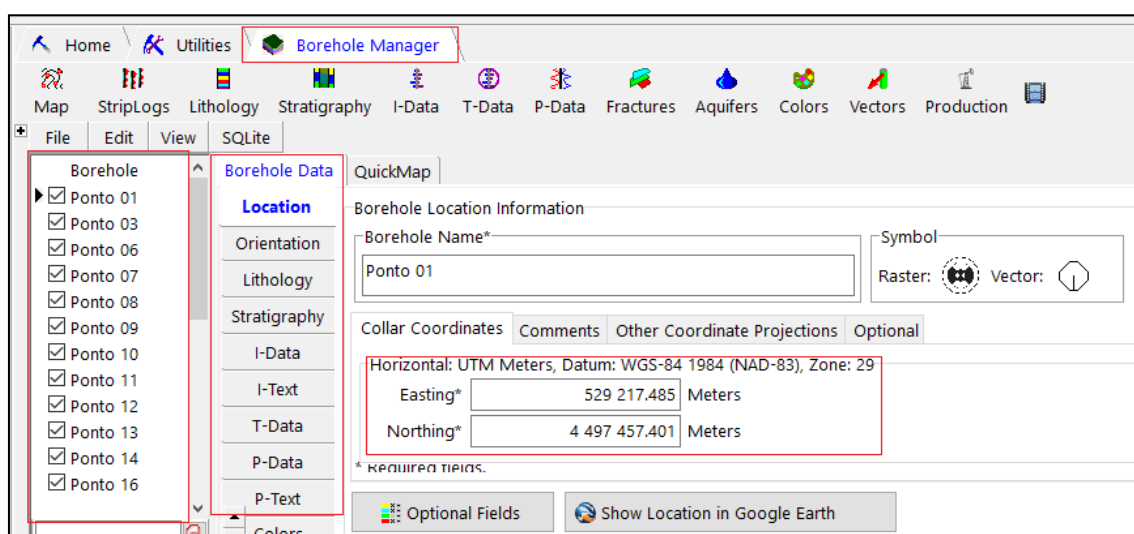 Home Utilities Borehole Manager
Map StripLogs Lithology Stratigraphy I-Data T-Data P-Data Fractures Aquifers Colors Vectors Production
File Edit View SQLite
Borehole
Ponto 01
Ponto 03
Ponto 06
Ponto 07
Ponto 08
Ponto 09
Ponto 10
Ponto 11
Ponto 12
Ponto 13
Ponto 14
Ponto 16
Borehole Data
Location
Orientation
Lithology
Stratigraphy
I-Data
I-Text
T-Data
P-Data
P-Text
Colors
QuickMap
Borehole Location Information
Borehole Name*
Ponto 01
Symbol
Raster: Vector:
Collar Coordinates Comments Other Coordinate Projections Optional
Horizontal: UTM Meters, Datum: WGS-84 1984 (NAD-83), Zone: 29
Easting* 529 217.485 Meters
Northing* 4 497 457.401 Meters
* Required fields.
Optional Fields Show Location in Google Earth